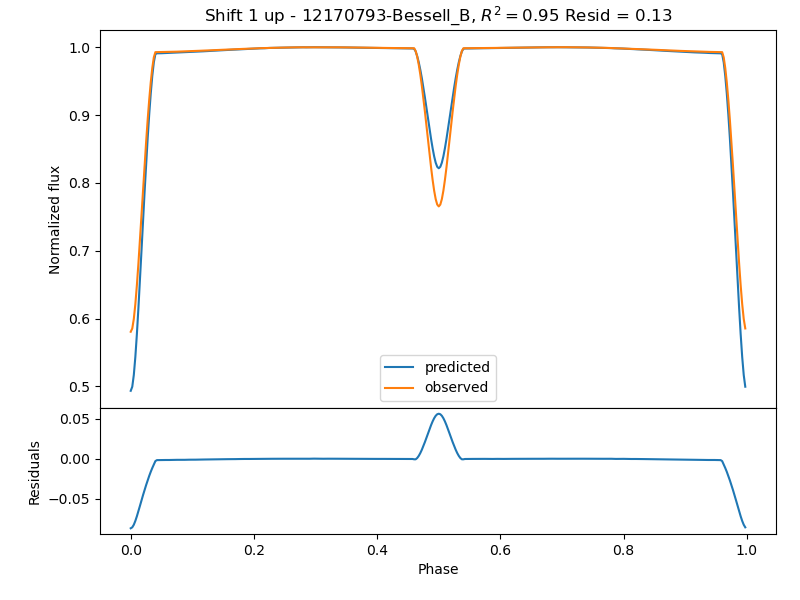 Shift 1 up - 12170793-Bessell_B, R² = 0.95 Resid = 0.13
1.0
0.9
0.8
0.7
0.6
0.5
Normalized flux
predicted
observed
0.05
0.00
−0.05
Residuals
0.0 0.2 0.4 0.6 0.8 1.0
Phase